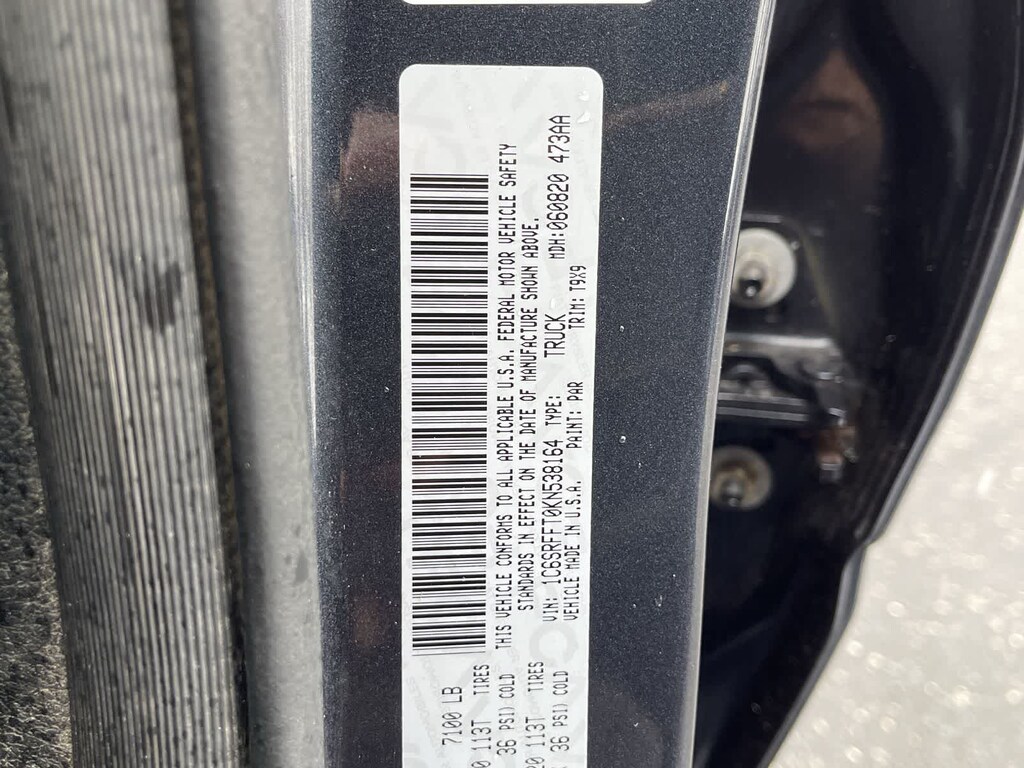 THIS VEHICLE CONFORMS TO ALL APPLICABLE U.S.A. FEDERAL MOTOR VEHICLE SAFETY
STANDARDS IN EFFECT ON THE DATE OF MANUFACTURE SHOWN ABOVE.
VIN: 1C6SRFFT0KN538164 TYPE: TRUCK MDH:060820 473AA
VEHICLE MADE IN U.S.A. PAINT: PAR TRIM: T9X9
7100 LB
113T TIRES
36 PSI) COLD
20 113T TIRES
36 PSI) COLD